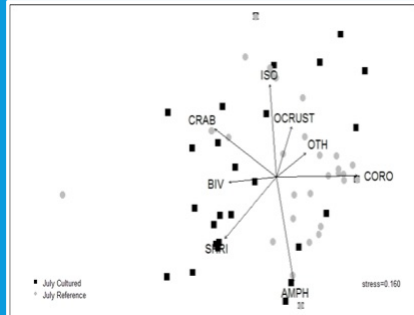 ISO
OCRUST
CRAB
OTH
BIV
CORO
SHRI
AMPH
July Cultured
July Reference
stress=0.160